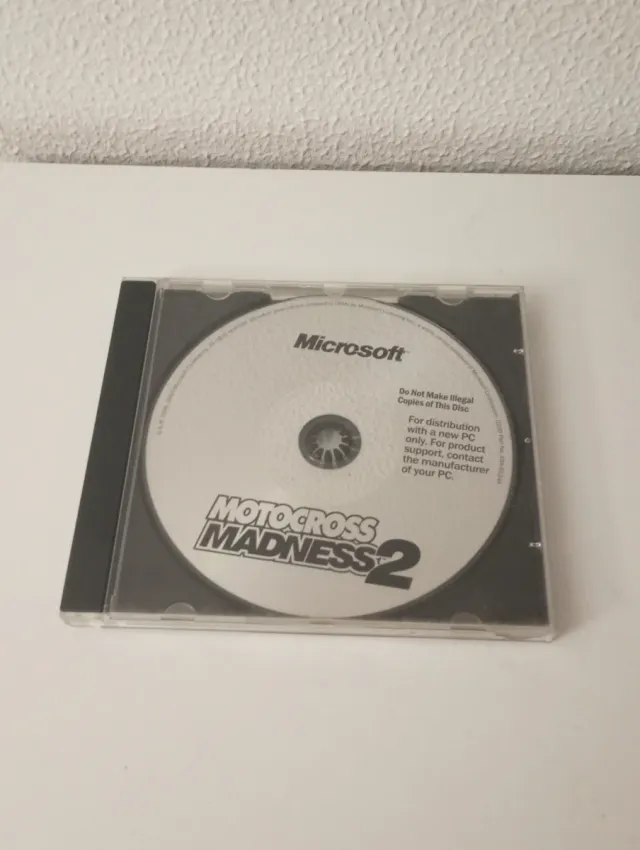 Microsoft
Do Not Make Illegal
Copies of This Disc
For distribution
with a new PC
only. For product
support, contact
the manufacturer
of your PC.
MOTOCROSS
MADNESS 2